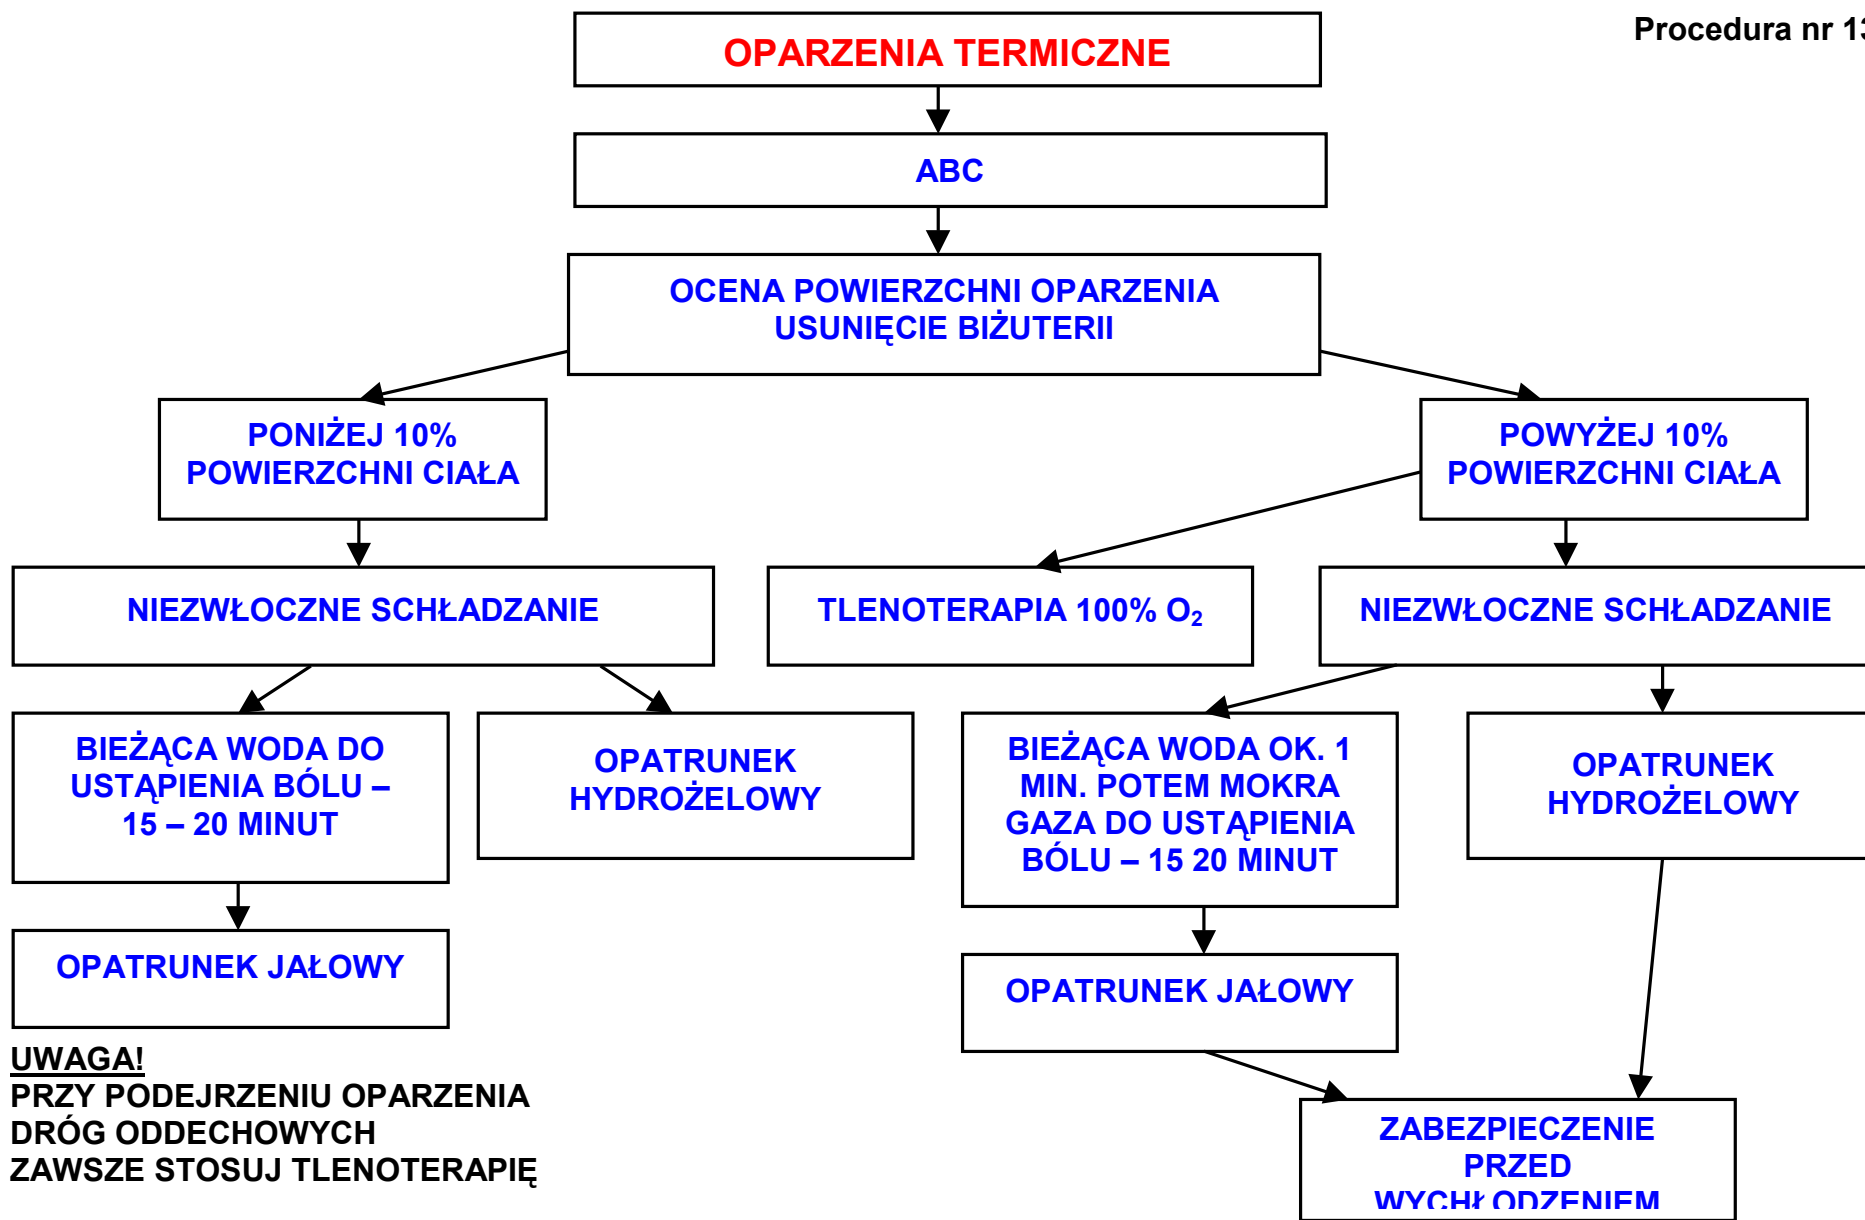 Procedura nr 13
OPARZENIA TERMICZNE
ABC
OCENA POWIERZCHNI OPARZENIA
USUNIĘCIE BIŻUTERII
PONIŻEJ 10%
POWIERZCHNI CIAŁA
POWYŻEJ 10%
POWIERZCHNI CIAŁA
NIEZWŁOCZNE SCHŁADZANIE
TLENOTERAPIA 100% O₂
NIEZWŁOCZNE SCHŁADZANIE
BIEŻĄCA WODA DO
USTĄPIENIA BÓLU –
15 – 20 MINUT
OPATRUNEK
HYDROŻELOWY
BIEŻĄCA WODA OK. 1
MIN. POTEM MOKRA
GAZA DO USTĄPIENIA
BÓLU – 15 20 MINUT
OPATRUNEK
HYDROŻELOWY
OPATRUNEK JAŁOWY
OPATRUNEK JAŁOWY
UWAGA!
PRZY PODEJRZENIU OPARZENIA
DRÓG ODDECHOWYCH
ZAWSZE STOSUJ TLENOTERAPIĘ
ZABEZPIECZENIE
PRZED
WYCHŁODZENIEM